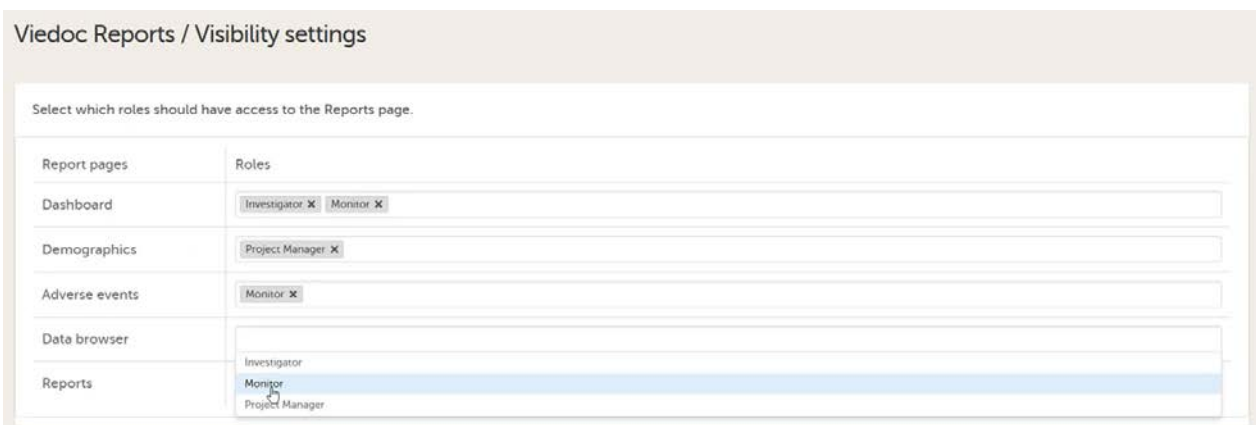 Viedoc Reports / Visibility settings
Select which roles should have access to the Reports page.
Report pages Roles
Dashboard Investigator ✕ Monitor ✕
Demographics Project Manager ✕
Adverse events Monitor ✕
Data browser
Investigator
Reports Monitor
Project Manager